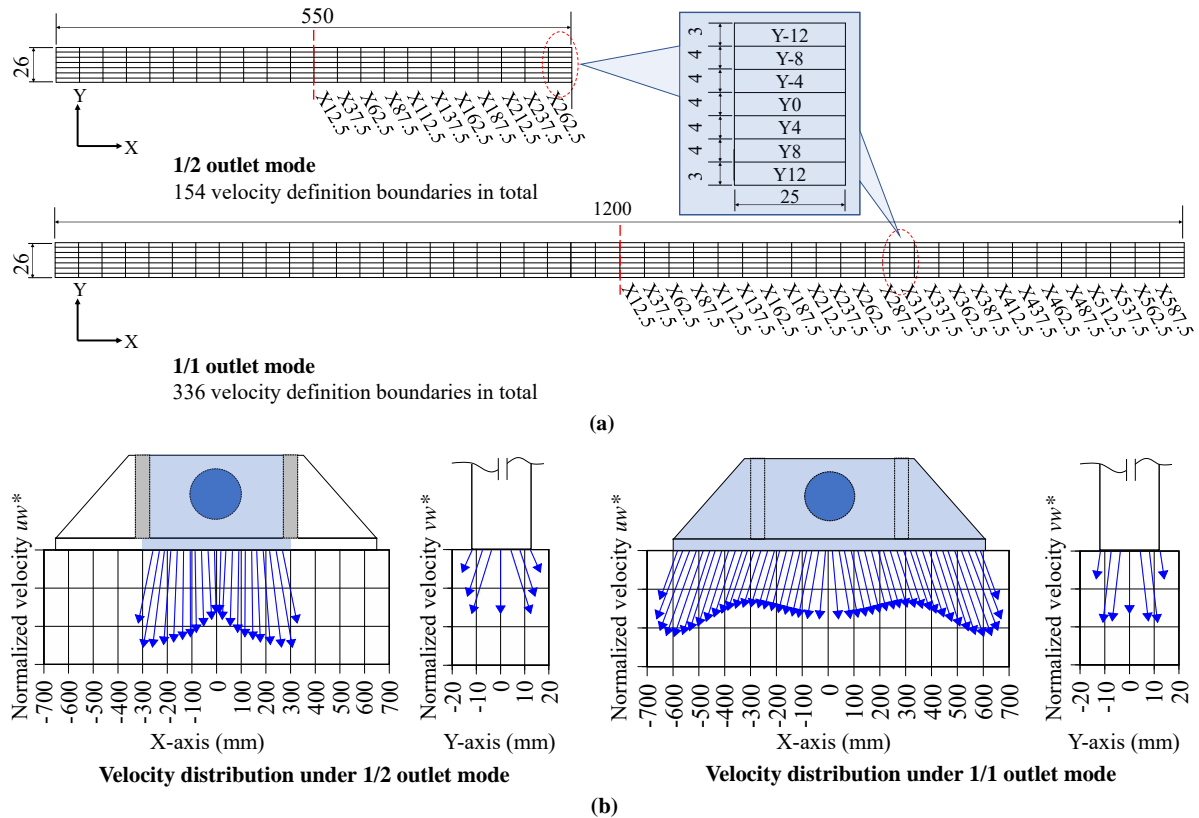 550
26
Y
X
X12.5
X37.5
X62.5
X87.5
X112.5
X137.5
X162.5
X187.5
X212.5
X237.5
X262.5
1/2 outlet mode
154 velocity definition boundaries in total
3
4
4
4
4
4
3
Y-12
Y-8
Y-4
Y0
Y4
Y8
Y12
25
1200
26
Y
X
X12.5
X37.5
X62.5
X87.5
X112.5
X137.5
X162.5
X187.5
X212.5
X237.5
X262.5
X287.5
X312.5
X337.5
X362.5
X387.5
X412.5
X437.5
X462.5
X487.5
X512.5
X537.5
X562.5
X587.5
1/1 outlet mode
336 velocity definition boundaries in total
(a)
Normalized velocity uw*
-700
-600
-500
-400
-300
-200
-100
0
100
200
300
400
500
600
700
X-axis (mm)
Normalized velocity vw*
-20
-10
0
10
20
Y-axis (mm)
Velocity distribution under 1/2 outlet mode
Normalized velocity uw*
-700
-600
-500
-400
-300
-200
-100
0
100
200
300
400
500
600
700
X-axis (mm)
Normalized velocity vw*
-20
-10
0
10
20
Y-axis (mm)
Velocity distribution under 1/1 outlet mode
(b)